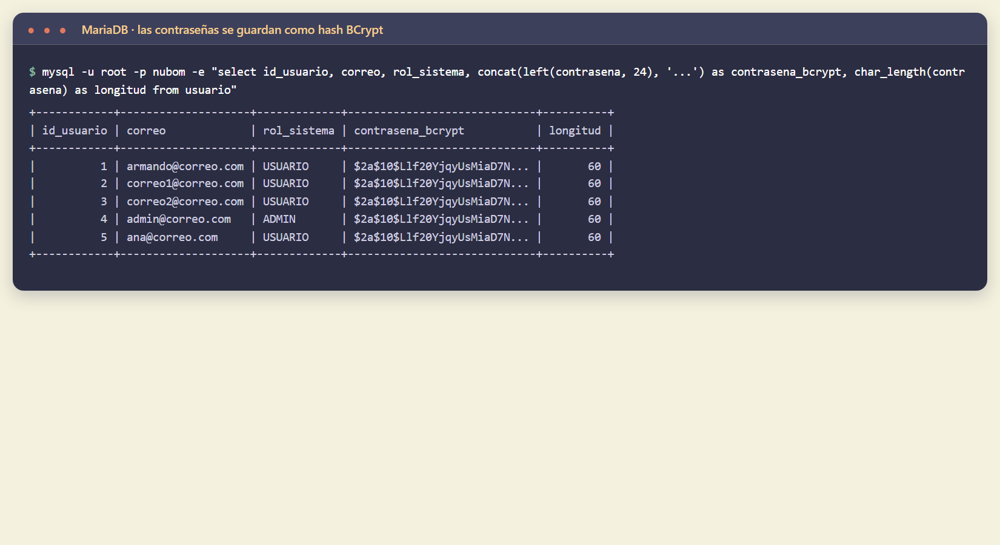 MariaDB · las contraseñas se guardan como hash BCrypt
$ mysql -u root -p nubom -e "select id_usuario, correo, rol_sistema, concat(left(contrasena, 24), '...') as contrasena_bcrypt, char_length(contr
asena) as longitud from usuario"
+------------+--------------------+-------------+-----------------------------+----------+
| id_usuario | correo             | rol_sistema | contrasena_bcrypt           | longitud |
+------------+--------------------+-------------+-----------------------------+----------+
|          1 | armando@correo.com | USUARIO     | $2a$10$Llf20YjqyUsMiaD7N... |       60 |
|          2 | correo1@correo.com | USUARIO     | $2a$10$Llf20YjqyUsMiaD7N... |       60 |
|          3 | correo2@correo.com | USUARIO     | $2a$10$Llf20YjqyUsMiaD7N... |       60 |
|          4 | admin@correo.com   | ADMIN       | $2a$10$Llf20YjqyUsMiaD7N... |       60 |
|          5 | ana@correo.com     | USUARIO     | $2a$10$Llf20YjqyUsMiaD7N... |       60 |
+------------+--------------------+-------------+-----------------------------+----------+